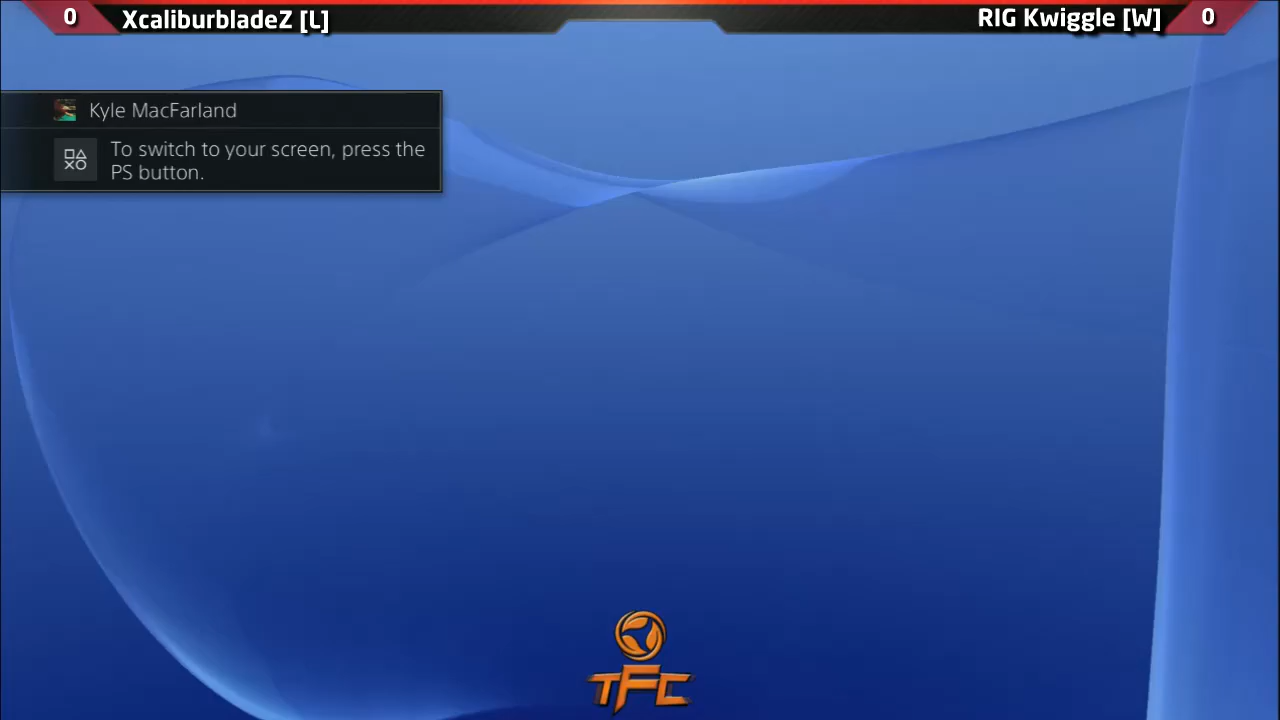 0 XcaliburbladeZ [L] RIG Kwiggle [W] 0
Kyle MacFarland
To switch to your screen, press the
PS button.
TFC